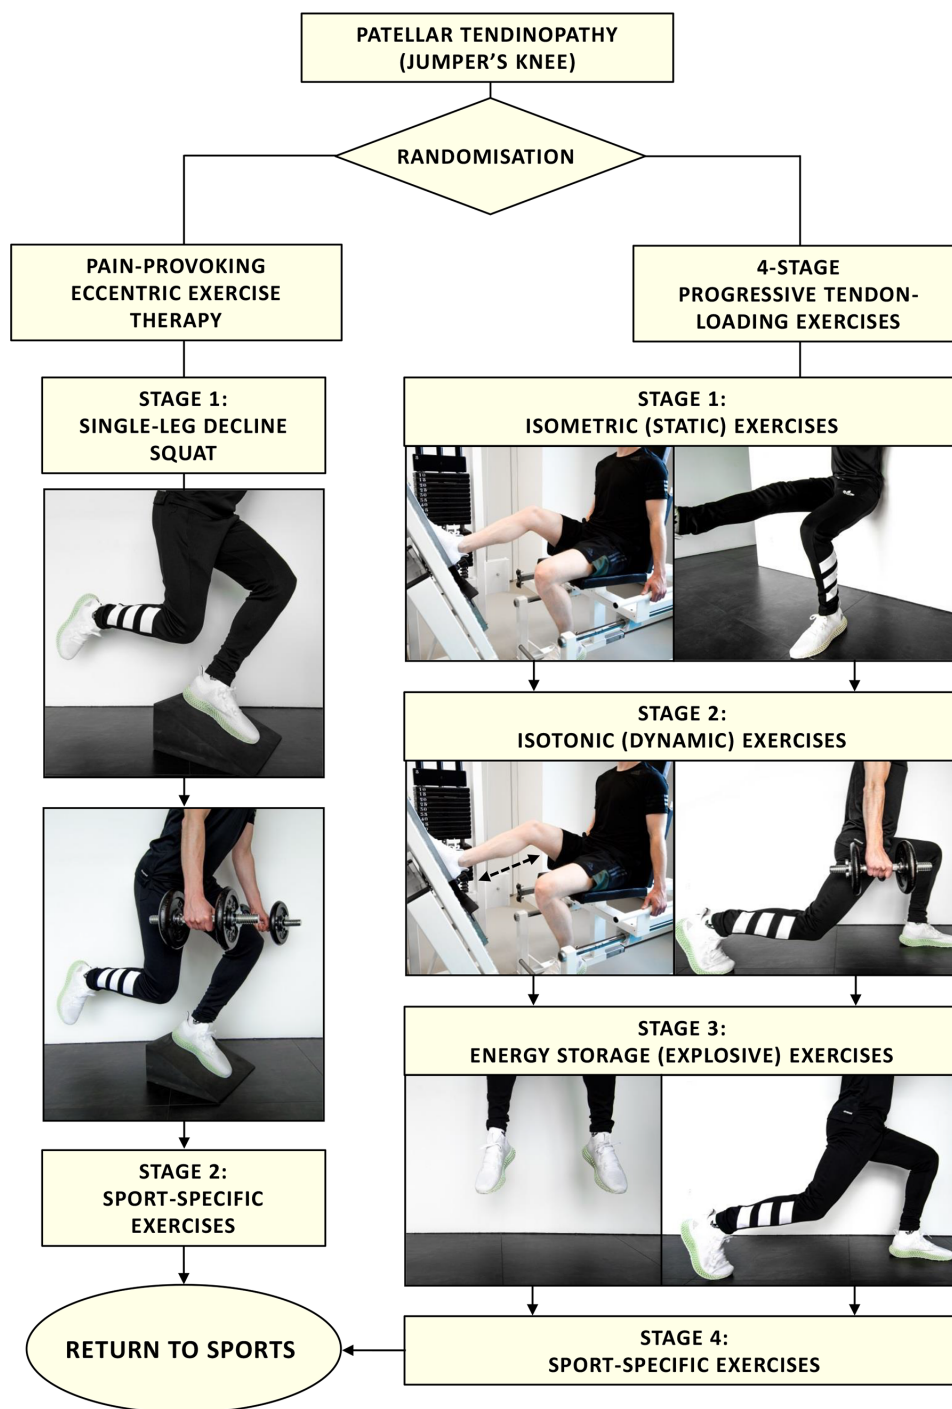 PATELLAR TENDINOPATHY
(JUMPER'S KNEE)
RANDOMISATION
PAIN-PROVOKING
ECCENTRIC EXERCISE
THERAPY
4-STAGE
PROGRESSIVE TENDON-
LOADING EXERCISES
STAGE 1:
SINGLE-LEG DECLINE
SQUAT
STAGE 1:
ISOMETRIC (STATIC) EXERCISES
STAGE 2:
ISOTONIC (DYNAMIC) EXERCISES
STAGE 3:
ENERGY STORAGE (EXPLOSIVE) EXERCISES
STAGE 2:
SPORT-SPECIFIC
EXERCISES
RETURN TO SPORTS
STAGE 4:
SPORT-SPECIFIC EXERCISES